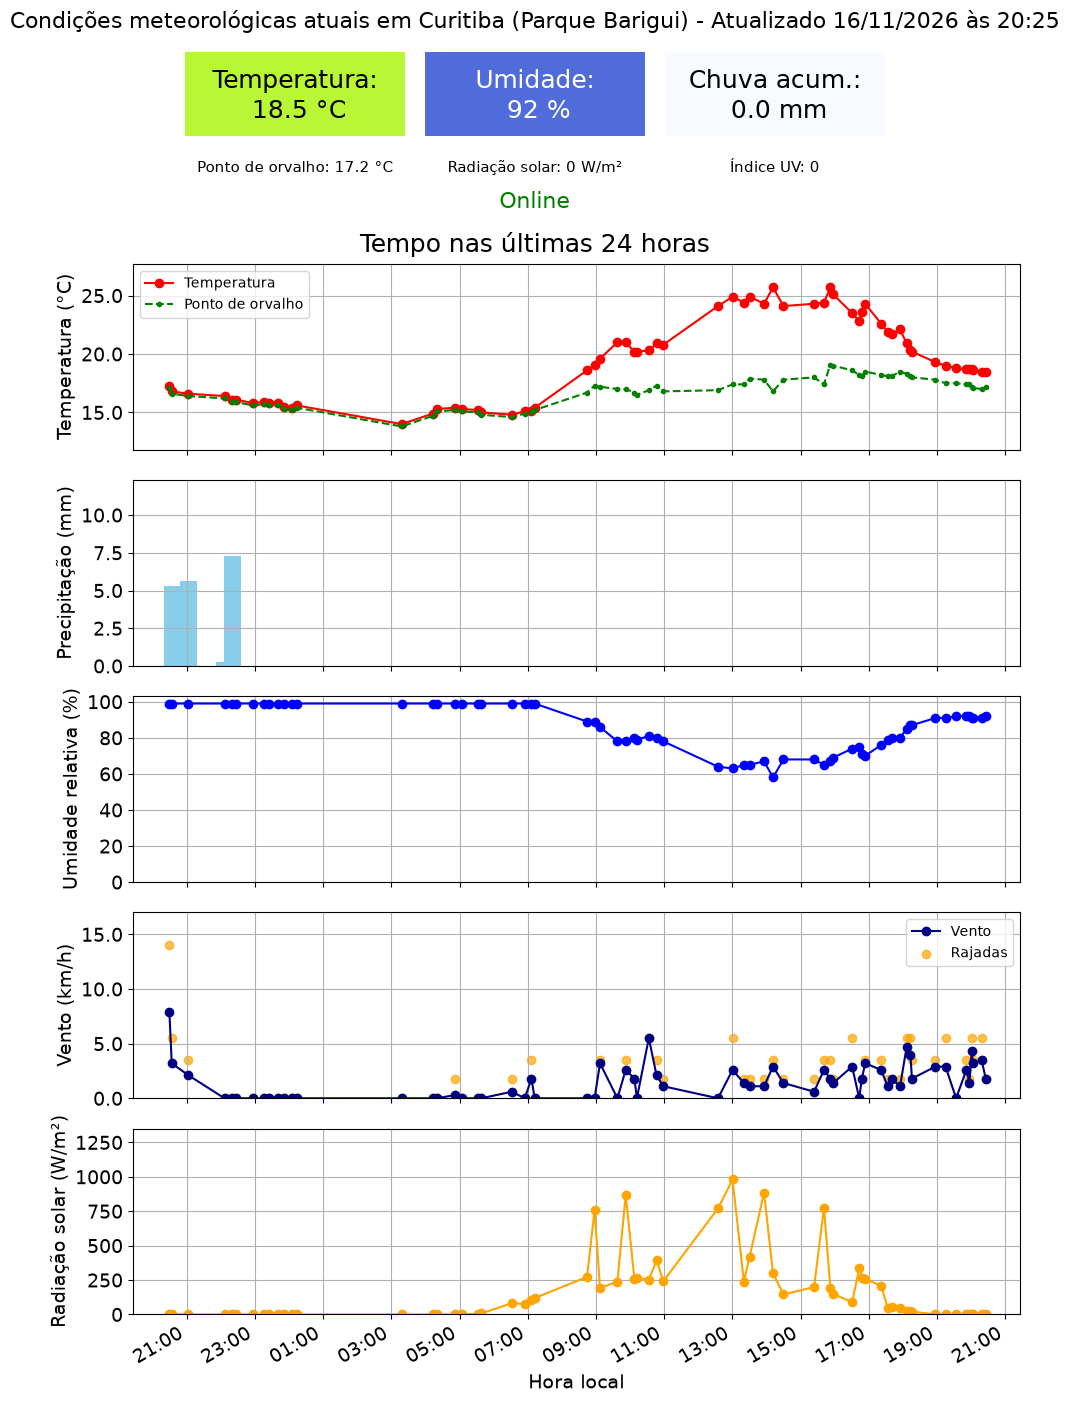 Condições meteorológicas atuais em Curitiba (Parque Barigui) - Atualizado 16/11/2026 às 20:25
Temperatura:
18.5 °C
Umidade:
92 %
Chuva acum.:
0.0 mm
Ponto de orvalho: 17.2 °C
Radiação solar: 0 W/m²
Índice UV: 0
Online
Tempo nas últimas 24 horas
Temperatura (°C)
25.0
20.0
15.0
Temperatura
Ponto de orvalho
Precipitação (mm)
10.0
7.5
5.0
2.5
0.0
Umidade relativa (%)
100
80
60
40
20
0
Vento (km/h)
15.0
10.0
5.0
0.0
Vento
Rajadas
Radiação solar (W/m²)
1250
1000
750
500
250
0
21:00
23:00
01:00
03:00
05:00
07:00
09:00
11:00
13:00
15:00
17:00
19:00
21:00
Hora local